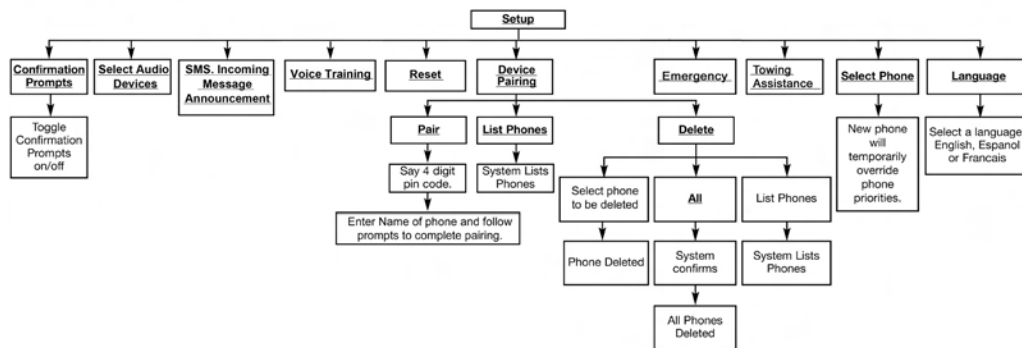 Setup
Confirmation
Prompts
Select Audio
Devices
SMS. Incoming
Message
Announcement
Voice Training
Reset
Device
Pairing
Emergency
Towing
Assistance
Select Phone
Language
Toggle
Confirmation
Prompts
on/off
Pair
List Phones
Delete
New phone
will
temporarily
override
phone
priorities.
Select a language
English, Espanol
or Francais
Say 4 digit
pin code.
System Lists
Phones
Select phone
to be deleted
All
List Phones
Enter Name of phone and follow
prompts to complete pairing.
Phone Deleted
System
confirms
System Lists
Phones
All Phones
Deleted